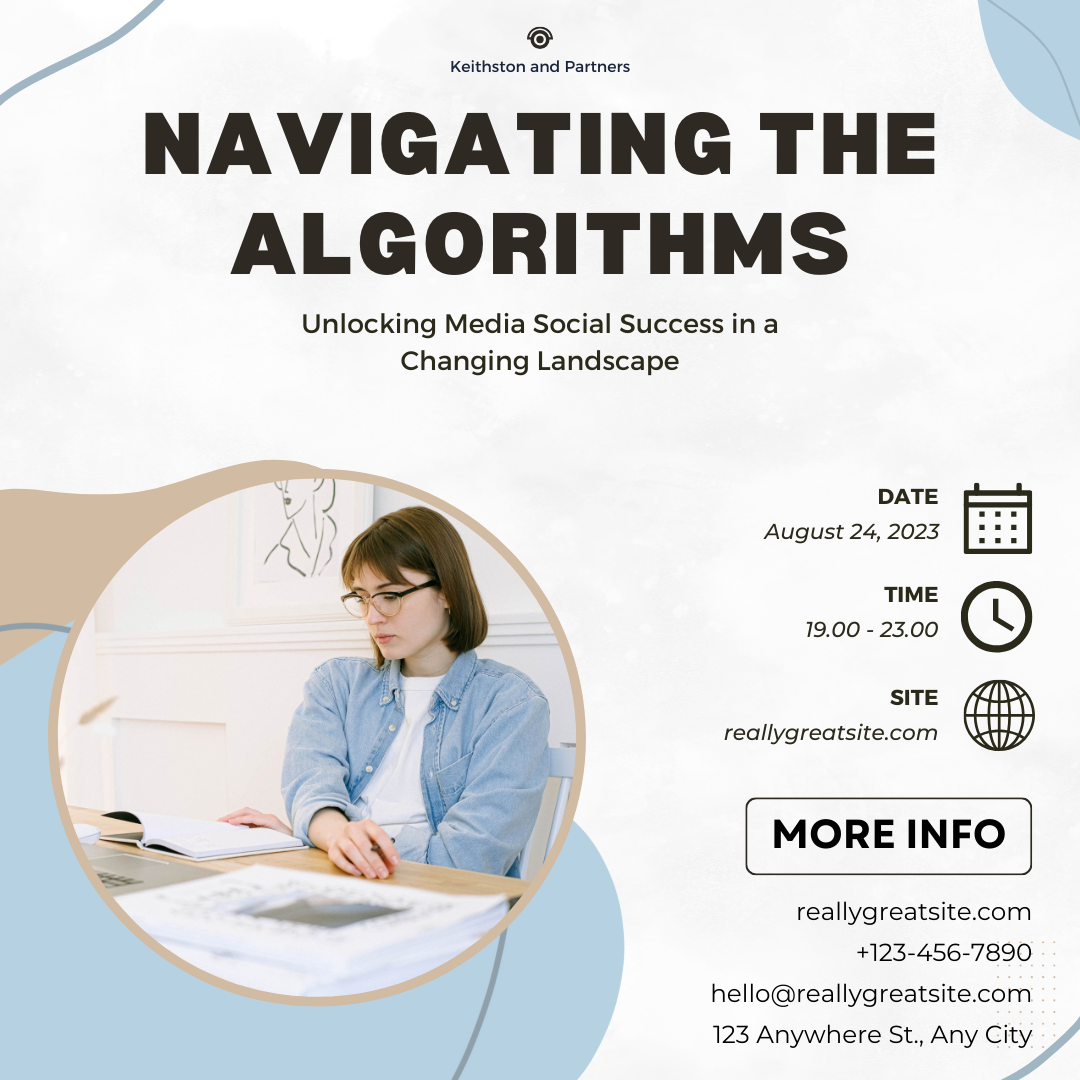 Keithston and Partners
NAVIGATING THE
ALGORITHMS
Unlocking Media Social Success in a
Changing Landscape
DATE
August 24, 2023
TIME
19.00 - 23.00
SITE
reallygreatsite.com
MORE INFO
reallygreatsite.com
+123-456-7890
hello@reallygreatsite.com
123 Anywhere St., Any City